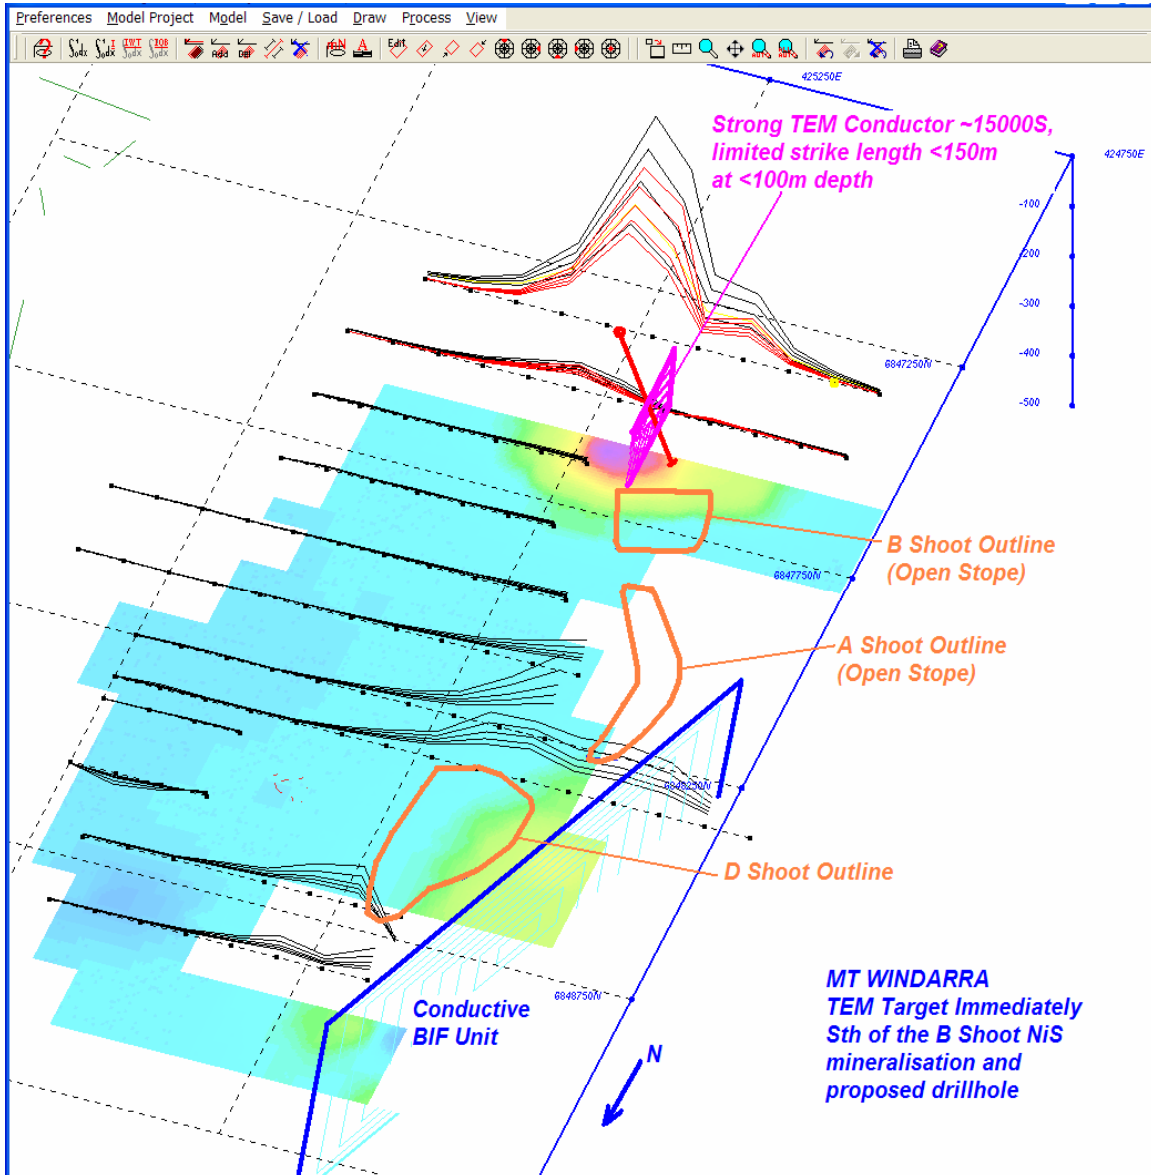 Preferences Model Project Model Save / Load Draw Process View
Edit
Add Del
425250E
Strong TEM Conductor ~15000S,
limited strike length <150m
at <100m depth
424750E
-100
-200
-300
-400
-500
6847250N
B Shoot Outline
(Open Stope)
6847750N
A Shoot Outline
(Open Stope)
6848250N
D Shoot Outline
Conductive
BIF Unit
6848750N
MT WINDARRA
TEM Target Immediately
Sth of the B Shoot NiS
mineralisation and
proposed drillhole
N